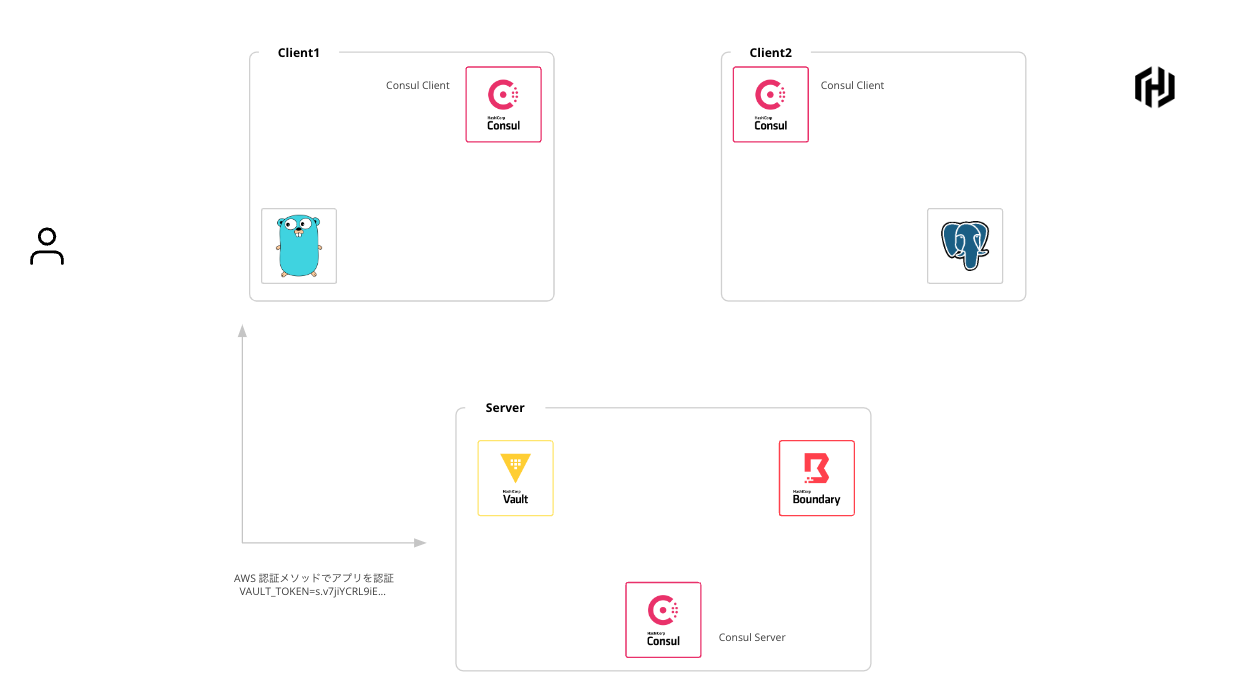 Client1
Client2
Consul Client
HashiCorp
Consul
HashiCorp
Consul
Consul Client
Server
HashiCorp
Vault
HashiCorp
Boundary
AWS 認証メソッドでアプリを認証
VAULT_TOKEN=s.v7jiYCRL9iE...
HashiCorp
Consul
Consul Server